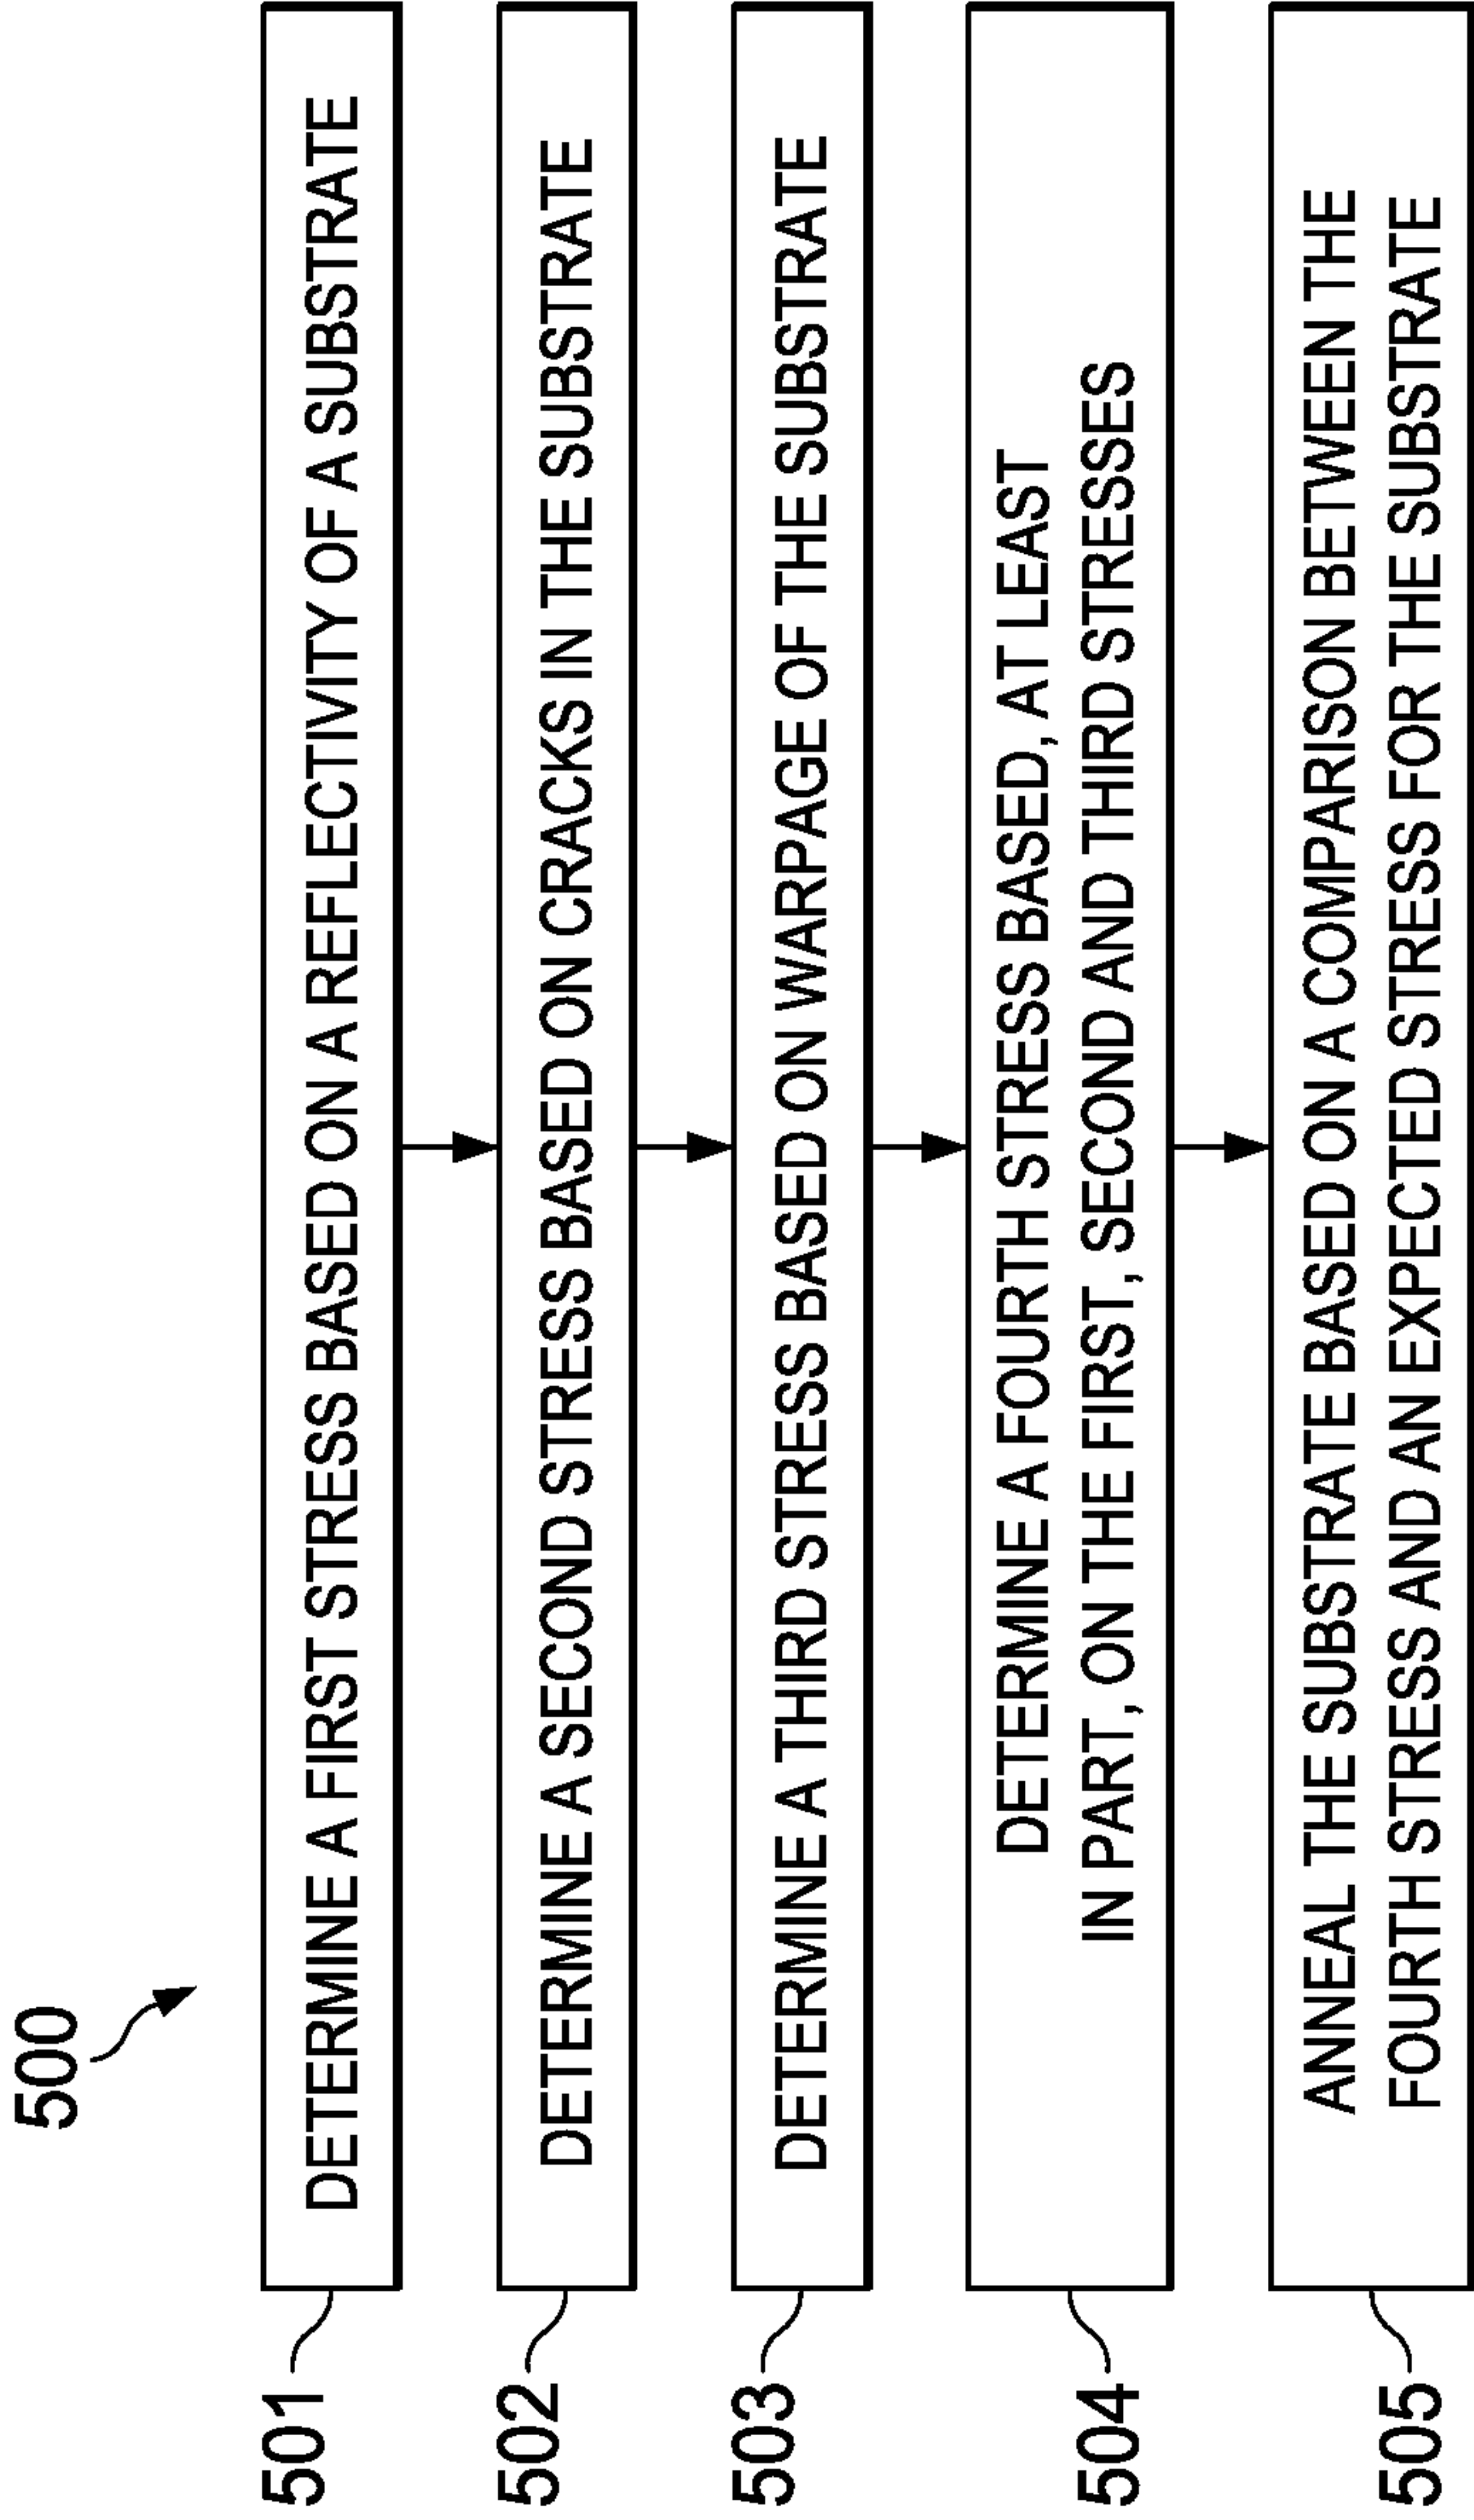 500
501
DETERMINE A FIRST STRESS BASED ON A REFLECTIVITY OF A SUBSTRATE
502
DETERMINE A SECOND STRESS BASED ON CRACKS IN THE SUBSTRATE
503
DETERMINE A THIRD STRESS BASED ON WARPAGE OF THE SUBSTRATE
504
DETERMINE A FOURTH STRESS BASED, AT LEAST
IN PART, ON THE FIRST, SECOND AND THIRD STRESSES
505
ANNEAL THE SUBSTRATE BASED ON A COMPARISON BETWEEN THE
FOURTH STRESS AND AN EXPECTED STRESS FOR THE SUBSTRATE